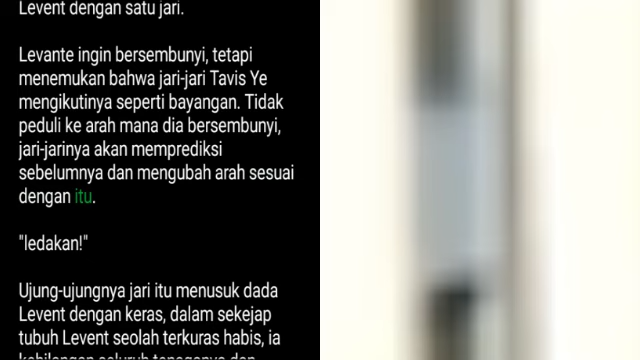 Levent dengan satu jari.
Levante ingin bersembunyi, tetapi
menemukan bahwa jari-jari Tavis Ye
mengikutinya seperti bayangan. Tidak
peduli ke arah mana dia bersembunyi,
jari-jarinya akan memprediksi
sebelumnya dan mengubah arah sesuai
dengan itu.
"ledakan!"
Ujung-ujungnya jari itu menusuk dada
Levent dengan keras, dalam sekejap
tubuh Levent seolah terkuras habis, ia